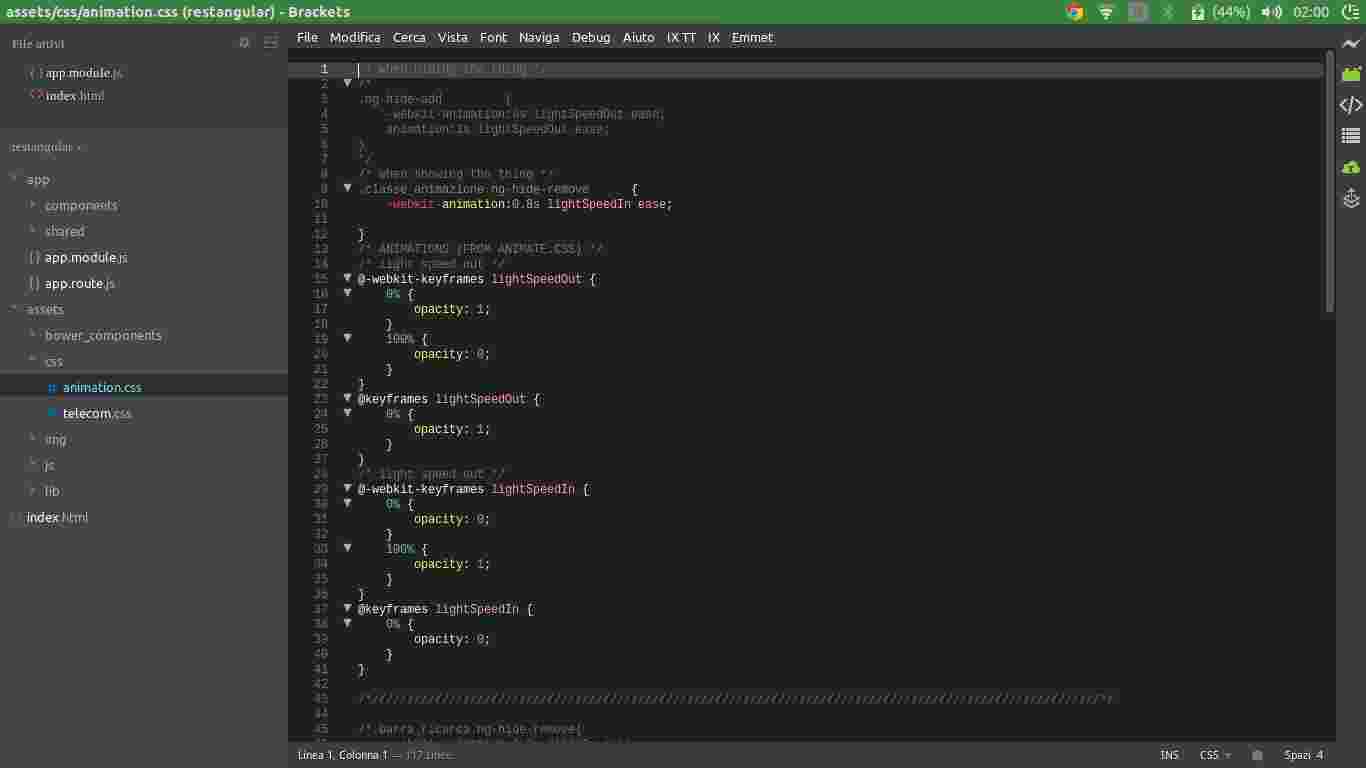 assets/css/animation.css (restangular) - Brackets
(44%)
02:00
File Modifica Cerca Vista Font Naviga Debug Aiuto IX TT IX Emmet
File attivi
{} app.module.js
<> index.html
restangular
app
components
shared
{} app.module.js
{} app.route.js
assets
bower_components
css
animation.css
telecom.css
img
js
lib
index.html
1 /* when hiding the thing */
2 /*
3 .ng-hide-add {
4 -webkit-animation: lightSpeedOut ease;
5 animation: lightSpeedOut ease;
6 }
7 */
8 /* when showing the thing */
9 .classe_animazione.ng-hide-remove {
10 -webkit-animation:0.8s lightSpeedIn ease;
11
12 }
13 /* ANIMATIONS (FROM ANIMATE.CSS) */
14 /* light speed out */
15 @-webkit-keyframes lightSpeedOut {
16 0% {
17 opacity: 1;
18 }
19 100% {
20 opacity: 0;
21 }
22 }
23 @keyframes lightSpeedOut {
24 0% {
25 opacity: 1;
26 }
27 }
28 /* light speed out */
29 @-webkit-keyframes lightSpeedIn {
30 0% {
31 opacity: 0;
32 }
33 100% {
34 opacity: 1;
35 }
36 }
37 @keyframes lightSpeedIn {
38 0% {
39 opacity: 0;
40 }
41 }
42
43
44
45 /*.barra_ricerca.ng-hide-remove{
Linea 1, Colonna 1 — 117 Linee
INS CSS Spazi 4